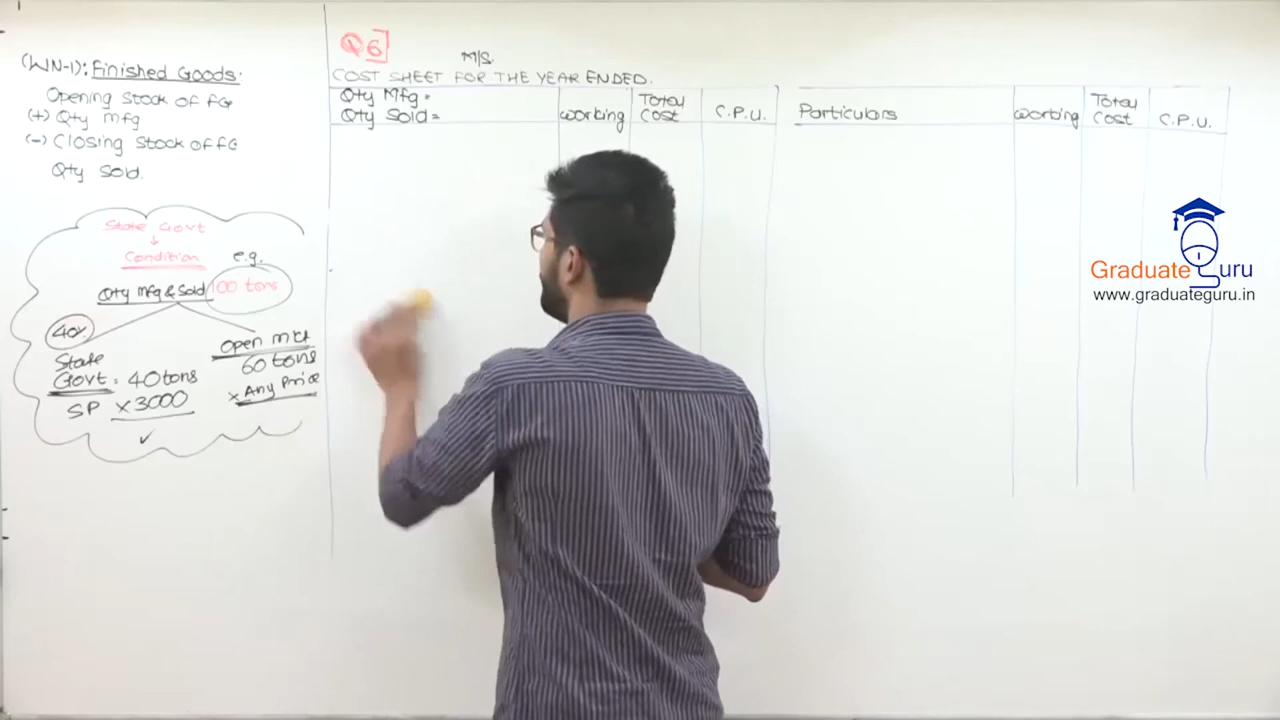 (WN-1): Finished Goods:
Opening Stock of FG
(+) Qty mfg
(-) Closing Stock of FG
Qty Sold.
State Govt
↓
Condition
e.g.
Qty Mfg & Sold 100 tons
40%
State
Govt = 40 tons
SP × 3000
✓
Open mkt
60 tons
× Any Price
Q6]
M/S.
COST SHEET FOR THE YEAR ENDED.
Qty Mfg =
Qty Sold =
Working
Total
Cost
C.P.U.
Particulars
Working
Total
Cost
C.P.U.
Graduate Guru
www.graduateguru.in